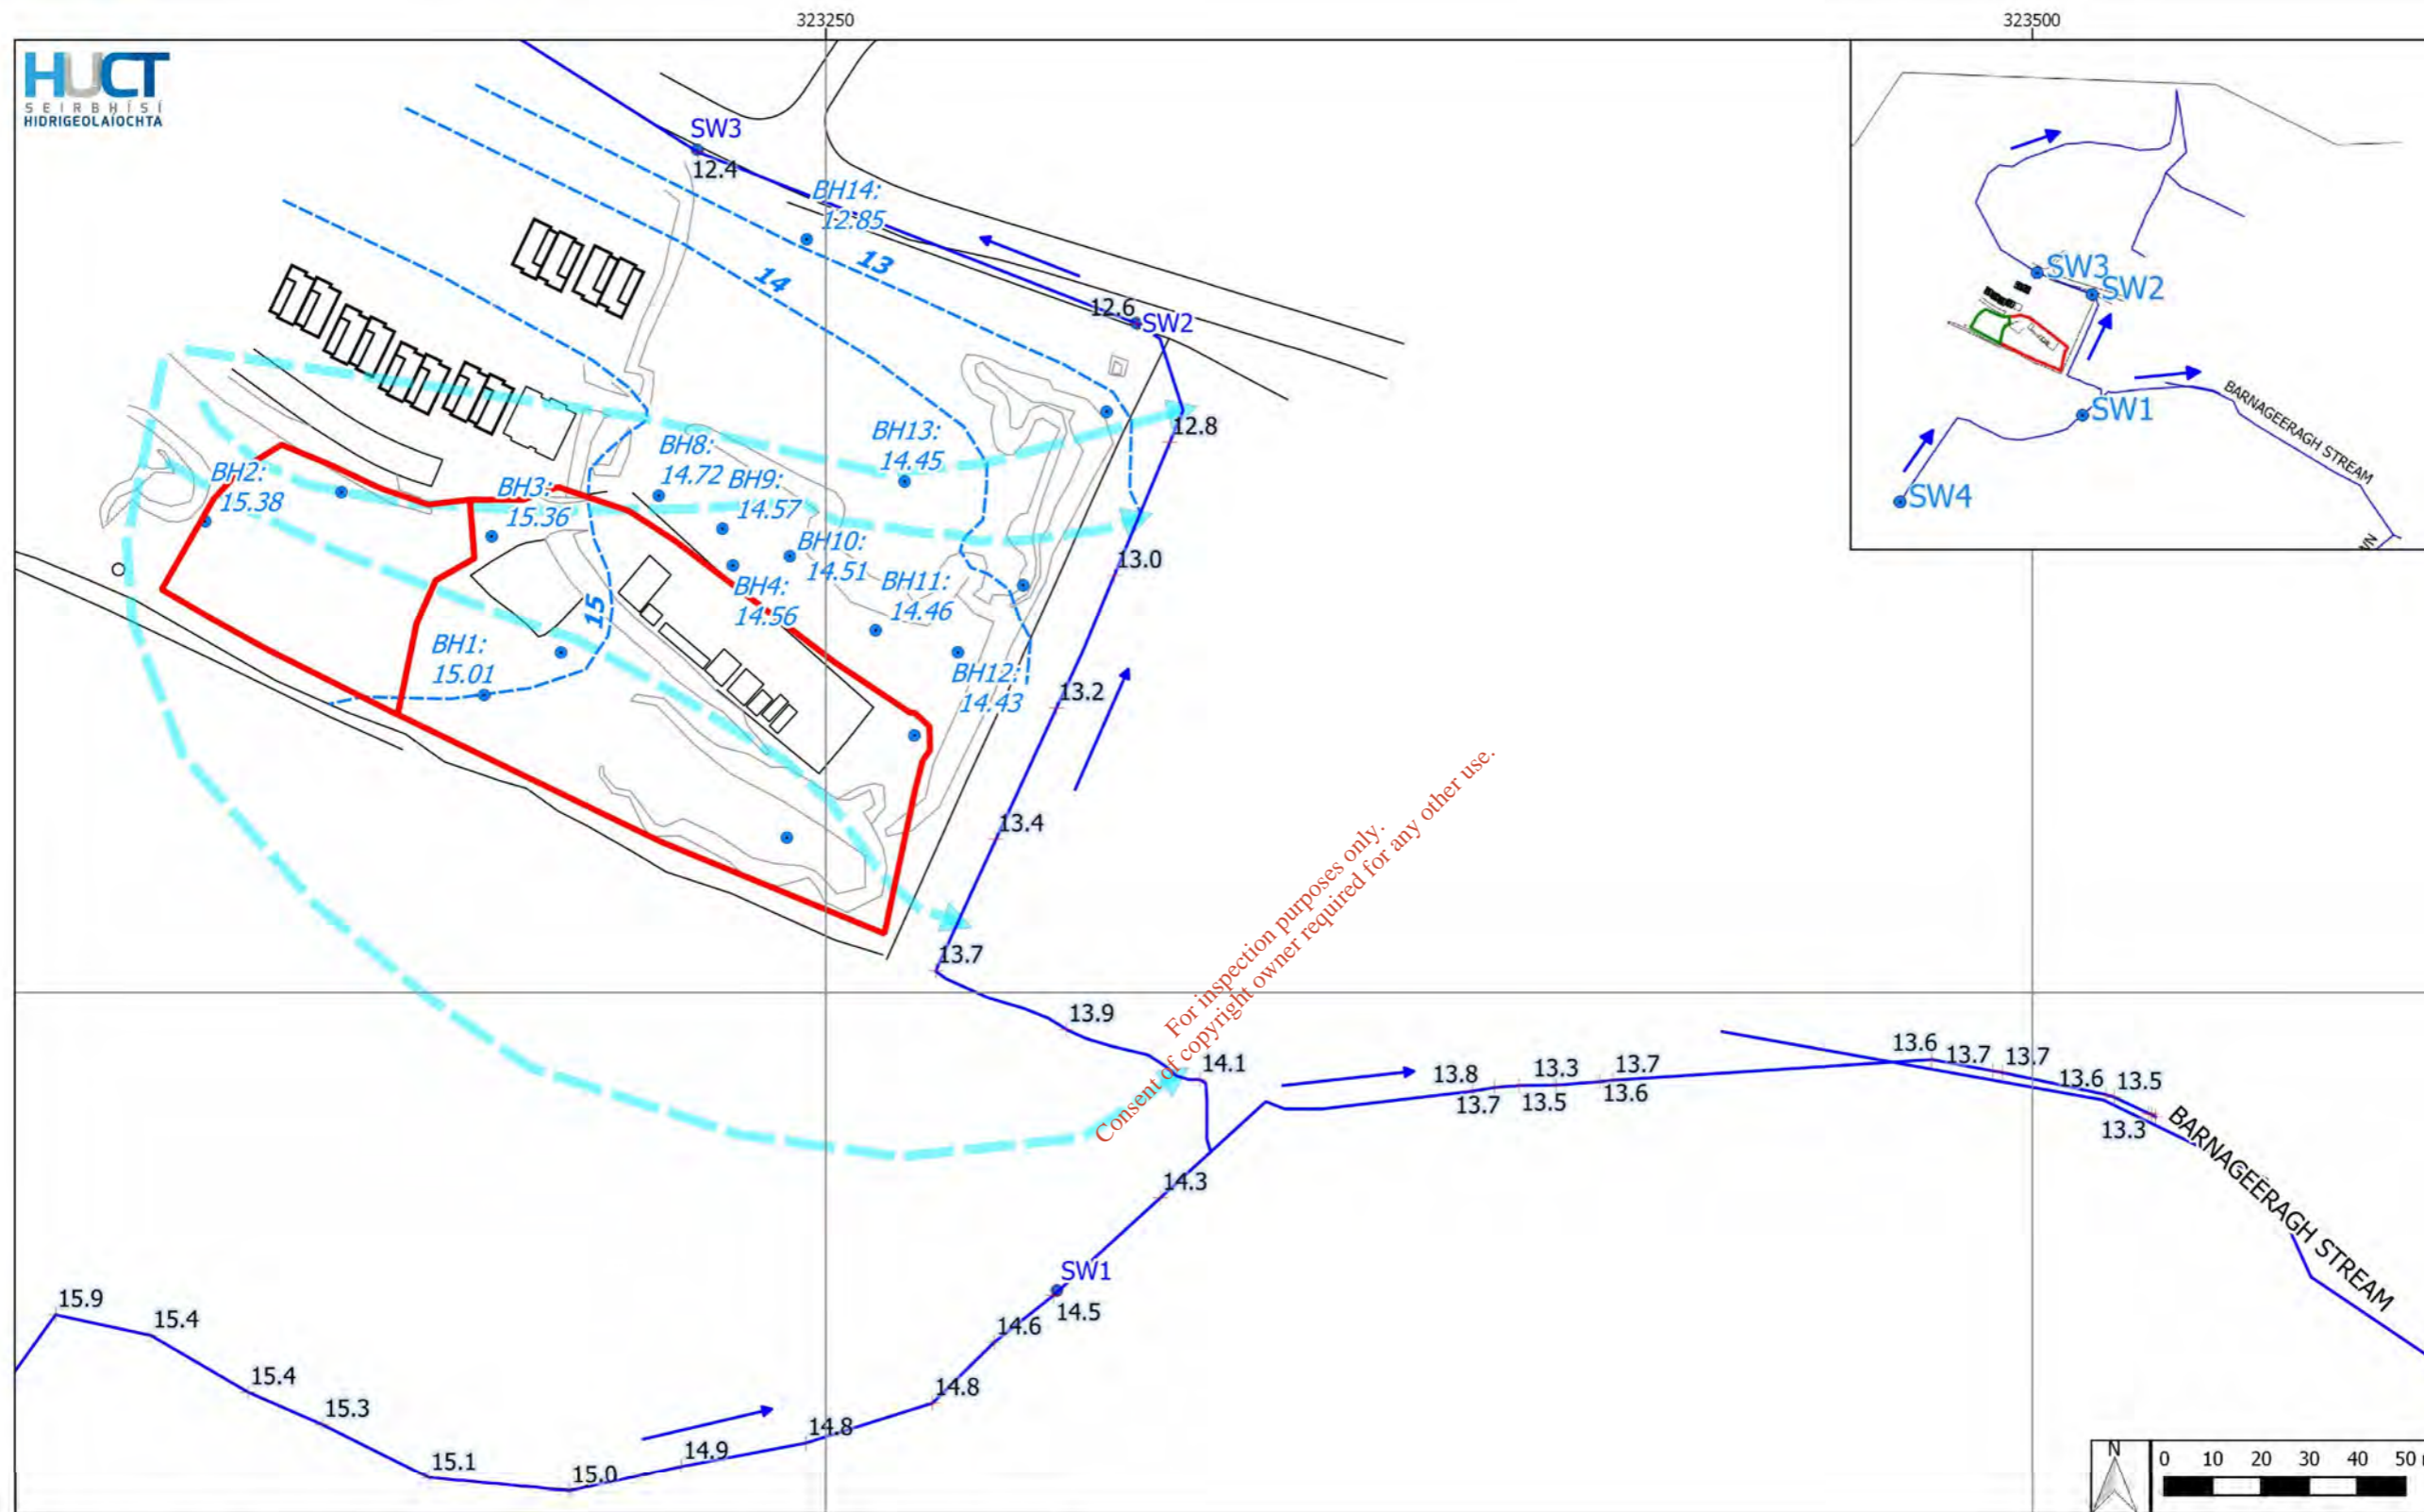 323250
323500
HUCT
SEIRBHÍSÍ
HIDRIGEOLAÍOCHTA
SW3
12.4
BH14:
12.85
13
14
12.6
SW2
12.8
BH13:
14.45
BH8:
14.72
BH9:
14.57
BH2:
15.38
BH3:
15.36
BH10:
14.51
BH4:
14.56
BH11:
14.46
13.0
15
BH1:
15.01
BH12:
14.43
13.2
13.4
13.7
13.9
14.1
14.3
SW1
14.5
14.6
14.8
14.8
14.9
15.0
15.1
15.3
15.4
15.4
15.9
13.8
13.7
13.3
13.5
13.7
13.6
13.6
13.7
13.7
13.6
13.5
13.3
BARNAGEERAGH STREAM
For inspection purposes only.
Consent of copyright owner required for any other use.
SW3
SW2
SW1
SW4
BARNAGEERAGH STREAM
N
0 10 20 30 40 50